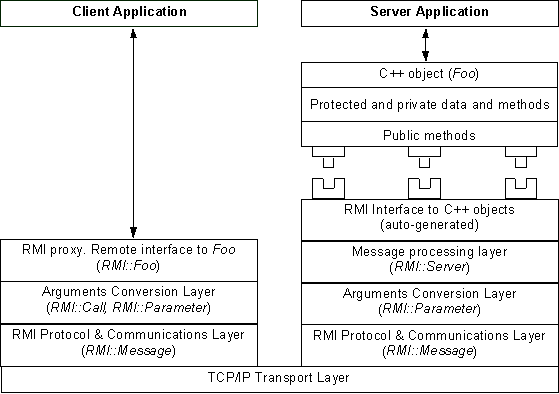 Client Application
Server Application
C++ object (Foo)
Protected and private data and methods
Public methods
RMI Interface to C++ objects
(auto-generated)
RMI proxy. Remote interface to Foo
(RMI::Foo)
Message processing layer
(RMI::Server)
Arguments Conversion Layer
(RMI::Call, RMI::Parameter)
Arguments Conversion Layer
(RMI::Parameter)
RMI Protocol & Communications Layer
(RMI::Message)
RMI Protocol & Communications Layer
(RMI::Message)
TCP/IP Transport Layer